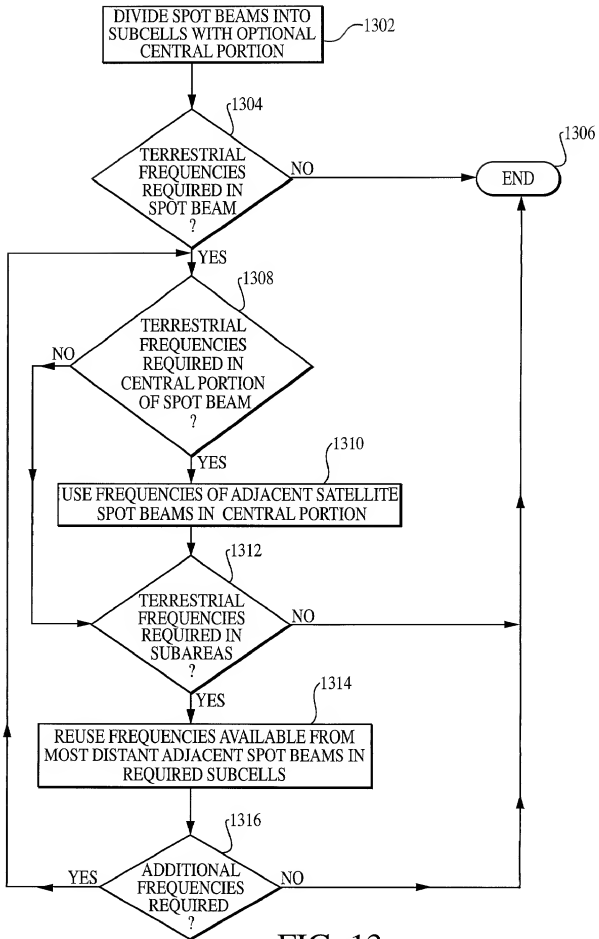 DIVIDE SPOT BEAMS INTO
SUBCELLS WITH OPTIONAL
CENTRAL PORTION
1302
1304
TERRESTRIAL
FREQUENCIES
REQUIRED IN
SPOT BEAM
?
NO
1306
END
YES
1308
TERRESTRIAL
FREQUENCIES
REQUIRED IN
CENTRAL PORTION
OF SPOT BEAM
?
NO
YES
1310
USE FREQUENCIES OF ADJACENT SATELLITE
SPOT BEAMS IN CENTRAL PORTION
1312
TERRESTRIAL
FREQUENCIES
REQUIRED IN
SUBAREAS
?
NO
YES
1314
REUSE FREQUENCIES AVAILABLE FROM
MOST DISTANT ADJACENT SPOT BEAMS IN
REQUIRED SUBCELLS
1316
ADDITIONAL
FREQUENCIES
REQUIRED
?
YES
NO
FIG. 13